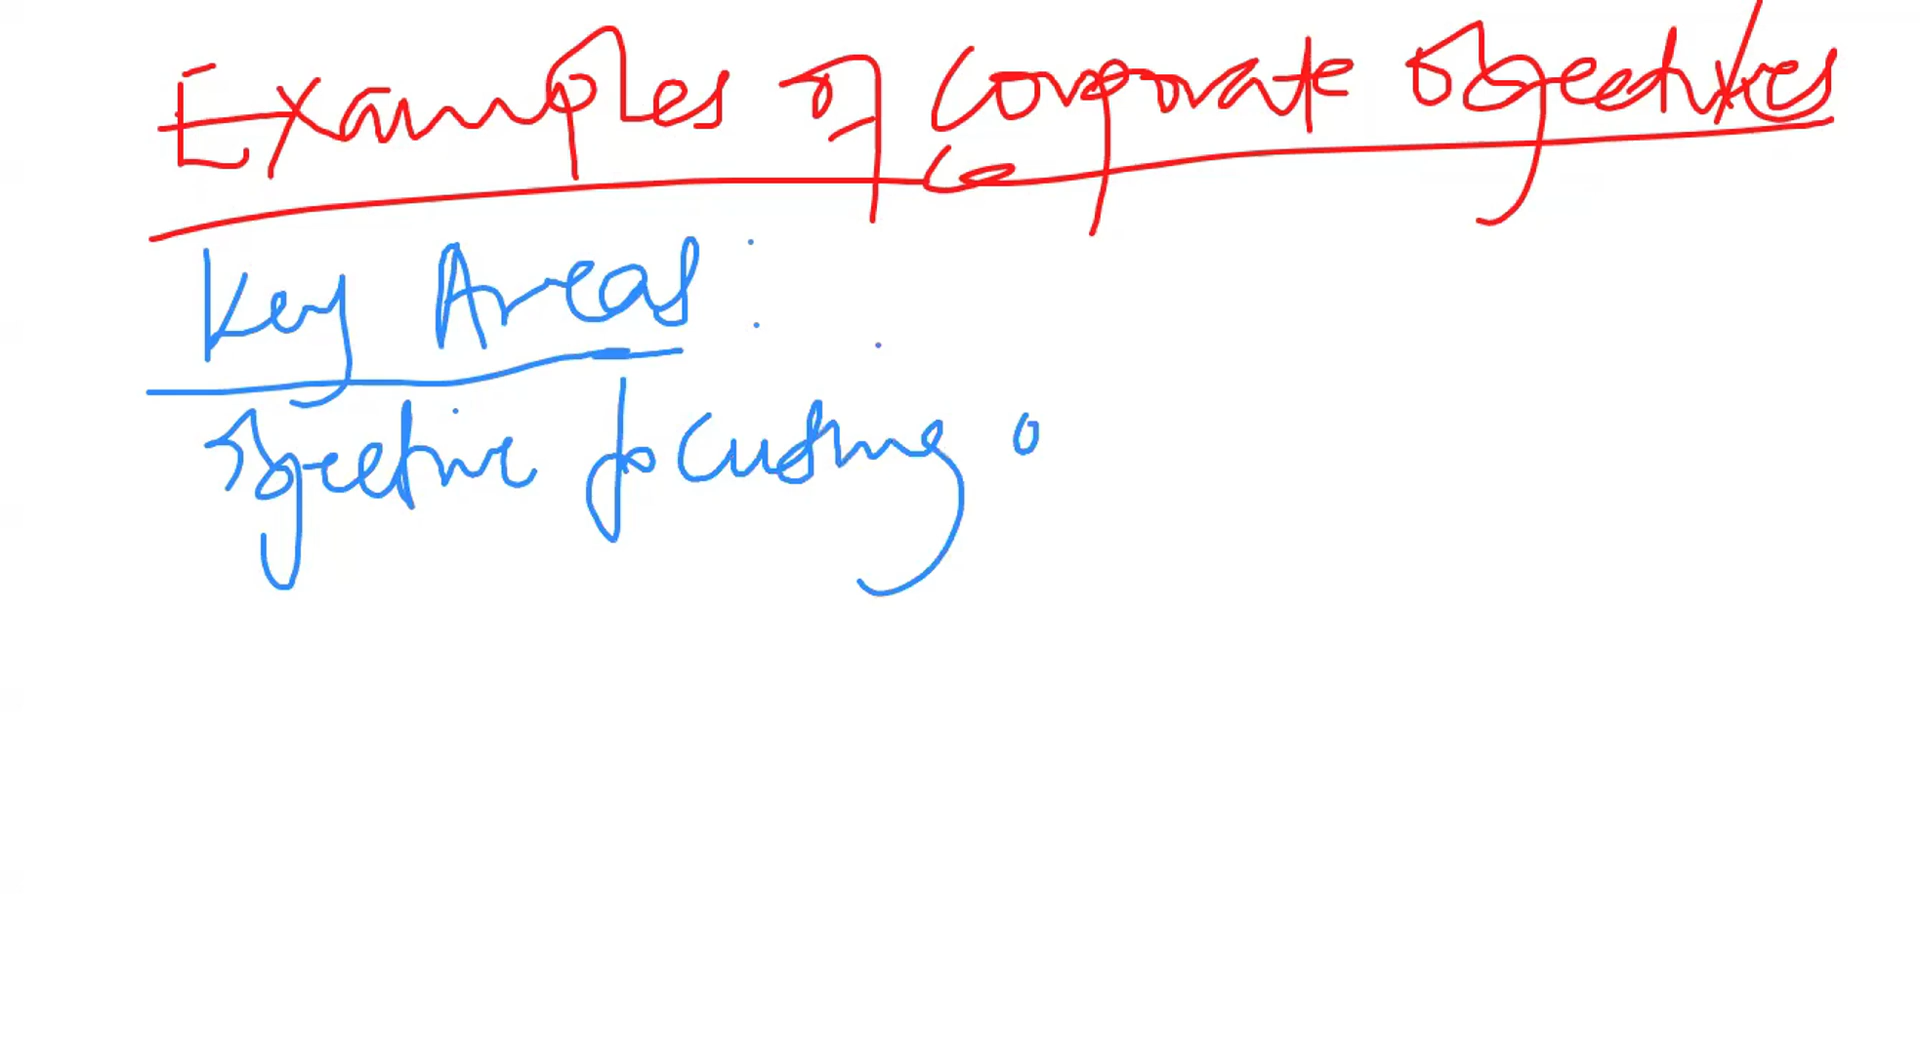 Examples of corporate objectives
Key Areas :
Objective focusing o